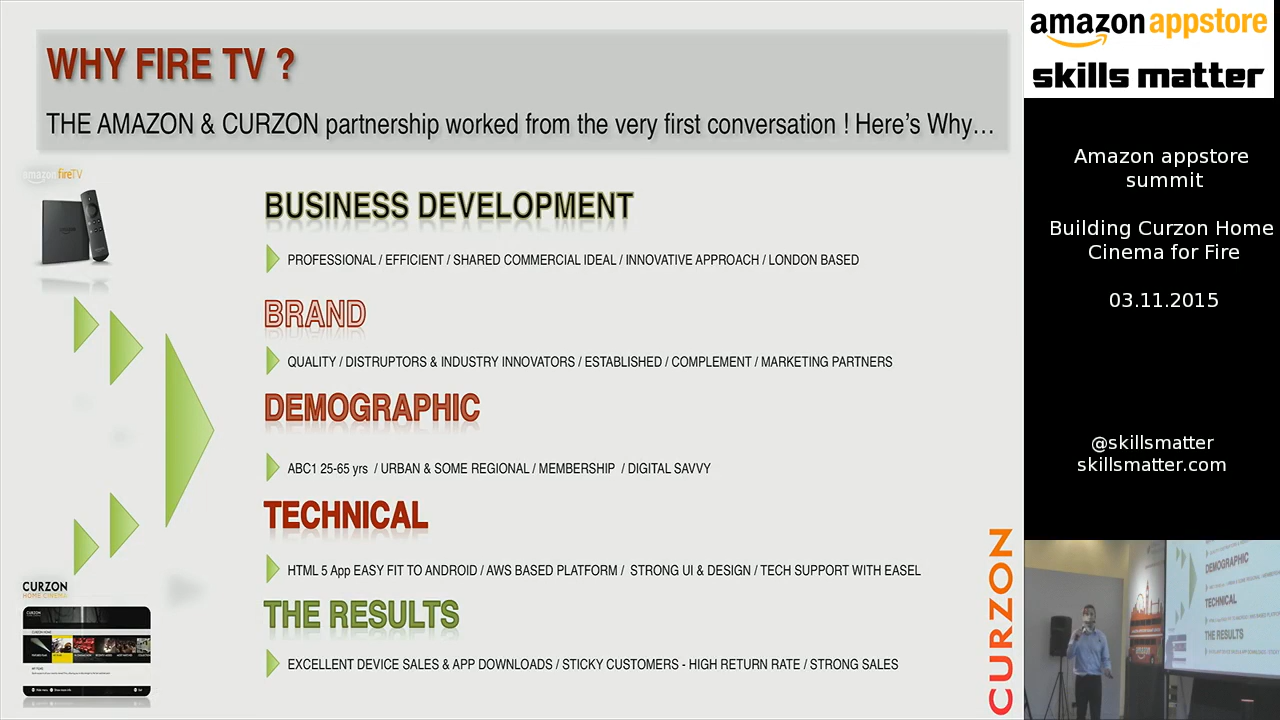 WHY FIRE TV ?
THE AMAZON & CURZON partnership worked from the very first conversation ! Here's Why…
amazon fireTV
BUSINESS DEVELOPMENT
PROFESSIONAL / EFFICIENT / SHARED COMMERCIAL IDEAL / INNOVATIVE APPROACH / LONDON BASED
BRAND
QUALITY / DISTRUPTORS & INDUSTRY INNOVATORS / ESTABLISHED / COMPLEMENT / MARKETING PARTNERS
DEMOGRAPHIC
ABC1 25-65 yrs / URBAN & SOME REGIONAL / MEMBERSHIP / DIGITAL SAVVY
TECHNICAL
HTML 5 App EASY FIT TO ANDROID / AWS BASED PLATFORM / STRONG UI & DESIGN / TECH SUPPORT WITH EASEL
THE RESULTS
EXCELLENT DEVICE SALES & APP DOWNLOADS / STICKY CUSTOMERS - HIGH RETURN RATE / STRONG SALES
CURZON
HOME CINEMA
CURZON
CURZON
amazon appstore
skills matter
Amazon appstore
summit
Building Curzon Home
Cinema for Fire
03.11.2015
@skillsmatter
skillsmatter.com
DEMOGRAPHIC
TECHNICAL
THE RESULTS